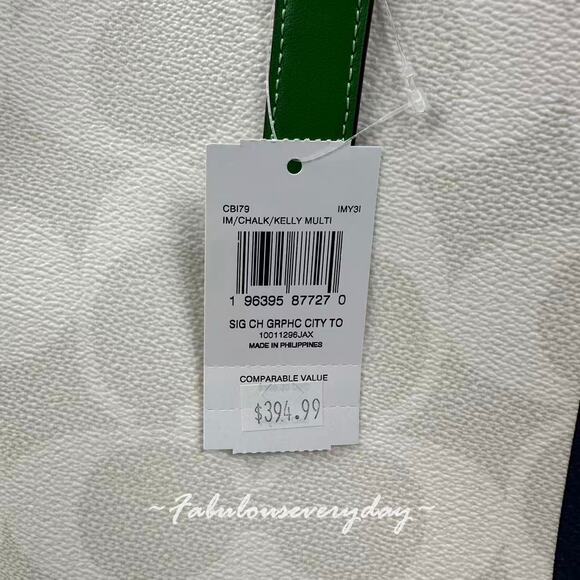 CBI79 IMY3I
IM/CHALK/KELLY MULTI
1 96395 87727 0
SIG CH GRPHC CITY TO
10011296JAX
MADE IN PHILIPPINES
COMPARABLE VALUE
$394.99
~Fabulouseveryday~